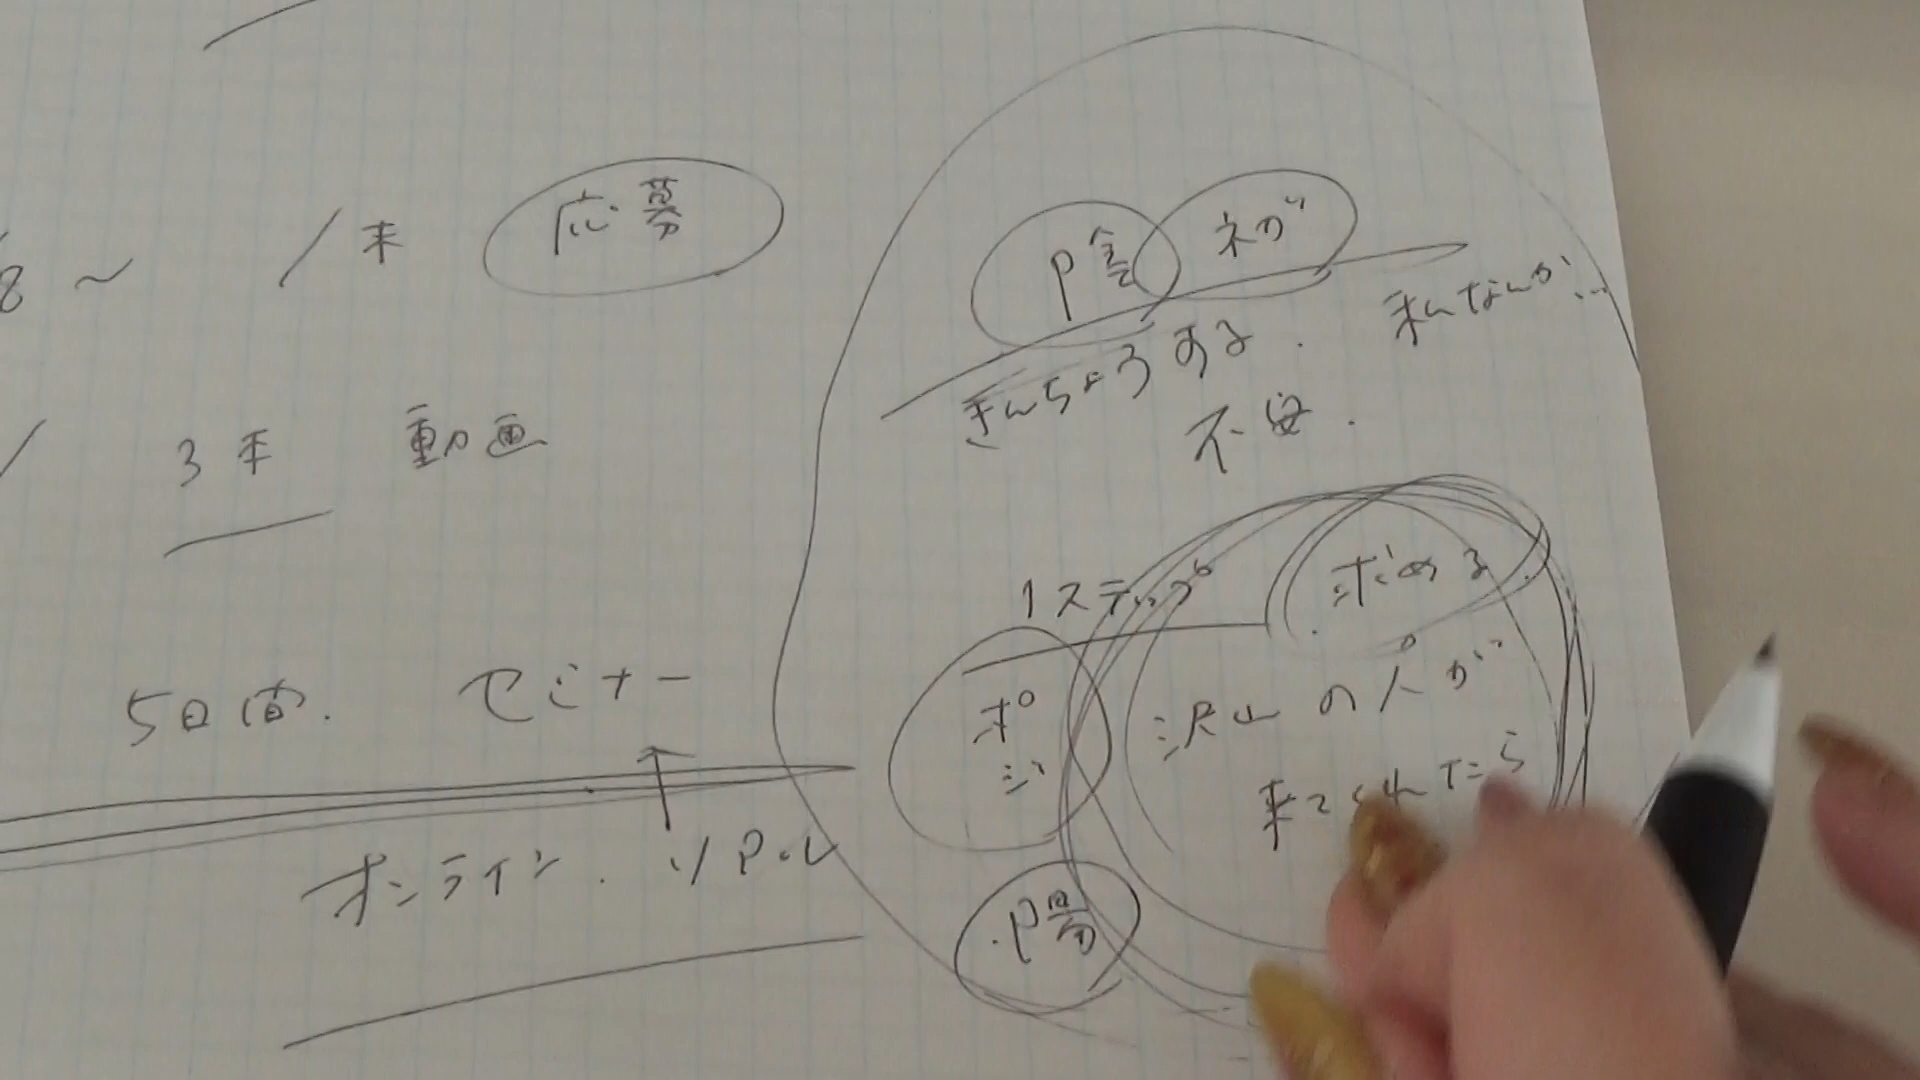 8 〜 / 末 応募
/ 3末 動画
5日間. セミナー
オンライン. リアル
ネガ
きんちょうする. 私なんか…
不安.
1ステップ
求める
ポジ
沢山の人が
来てくれたら